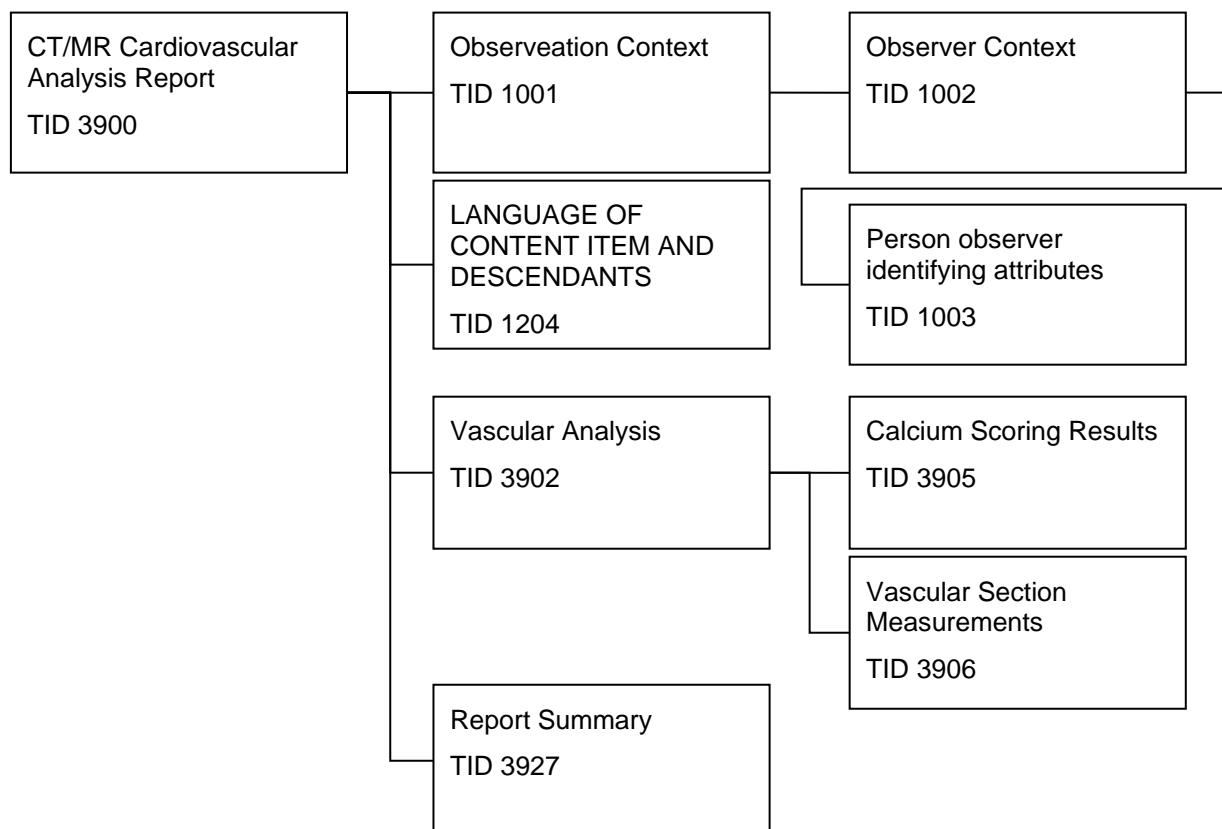 CT/MR Cardiovascular
Analysis Report
TID 3900
Observeation Context
TID 1001
Observer Context
TID 1002
LANGUAGE OF
CONTENT ITEM AND
DESCENDANTS
TID 1204
Person observer
identifying attributes
TID 1003
Vascular Analysis
TID 3902
Calcium Scoring Results
TID 3905
Vascular Section
Measurements
TID 3906
Report Summary
TID 3927